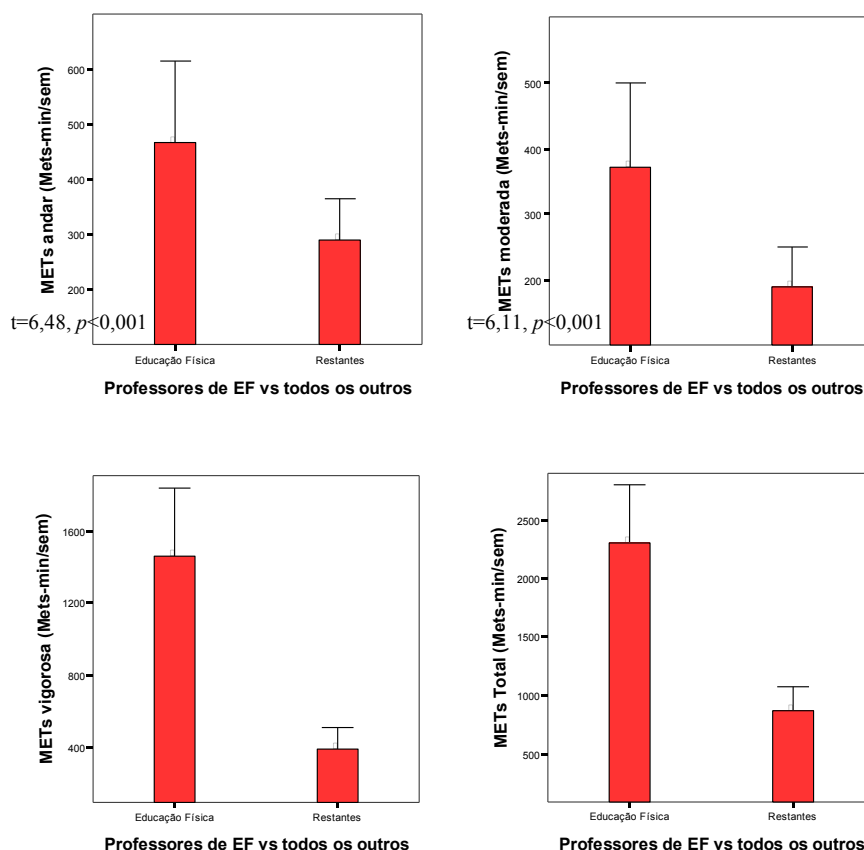 METs andar (Mets-min/sem)
600
500
400
300
200
t=6,48, p<0,001
Educação Física
Restantes
Professores de EF vs todos os outros
METs moderada (Mets-min/sem)
500
400
300
200
t=6,11, p<0,001
Educação Física
Restantes
Professores de EF vs todos os outros
METs vigorosa (Mets-min/sem)
1600
1200
800
400
Educação Física
Restantes
Professores de EF vs todos os outros
METs Total (Mets-min/sem)
2500
2000
1500
1000
500
Educação Física
Restantes
Professores de EF vs todos os outros